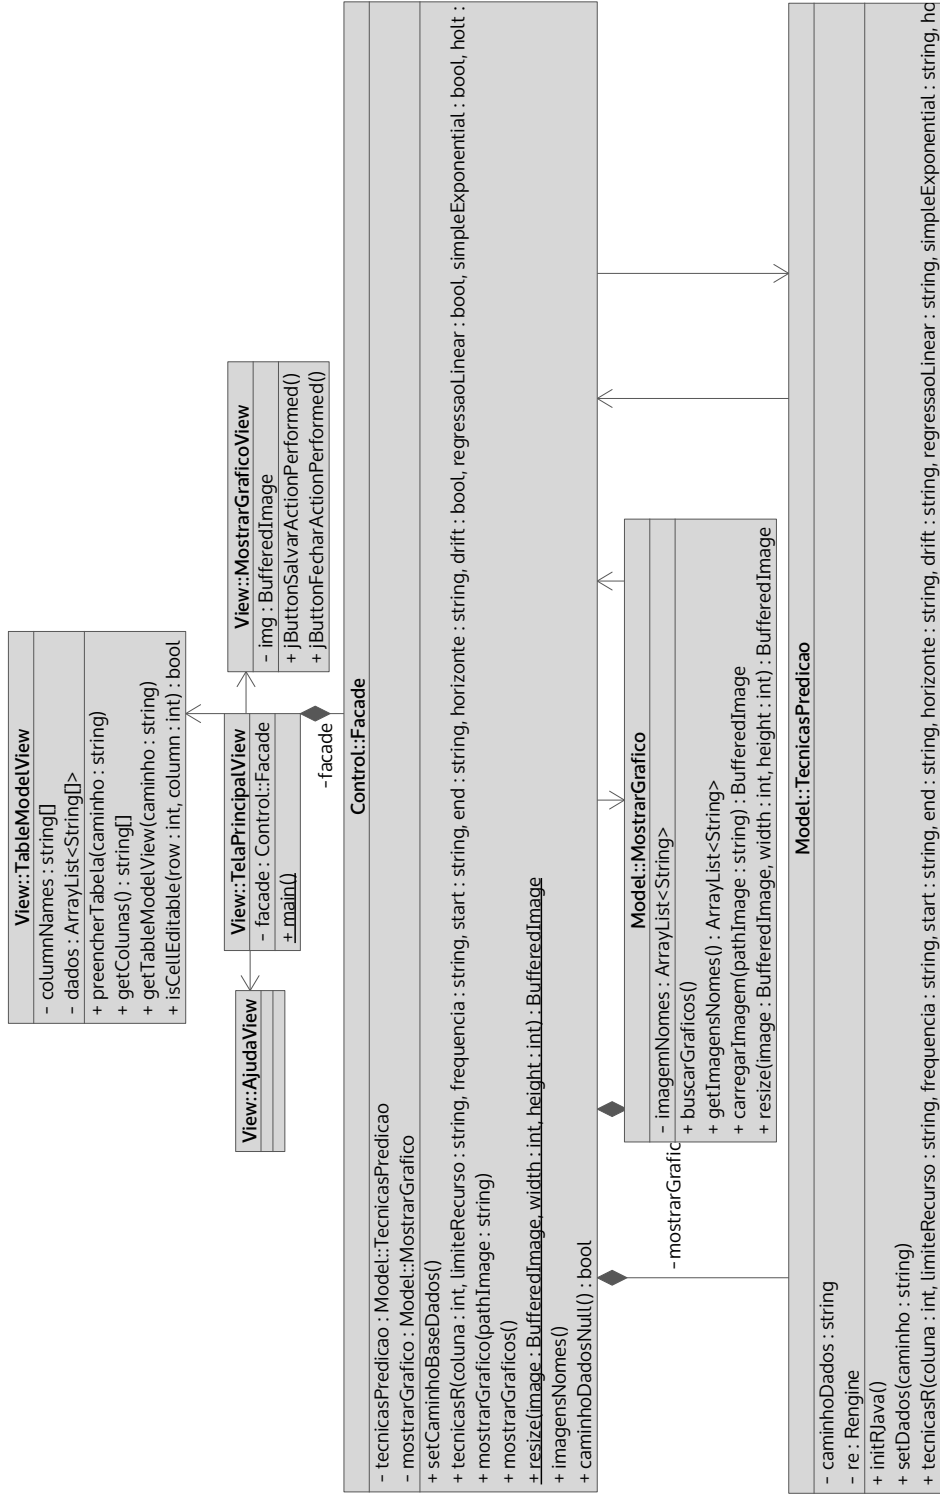 View::TableModelView
- columnNames : string[]
- dados : ArrayList<String[]>
+ preencherTabela(caminho : string)
+ getColunas() : string[]
+ getTableModelView(caminho : string)
+ isCellEditable(row : int, column : int) : bool
View::AjudaView
View::TelaPrincipalView
- facade : Control::Facade
+ main()
View::MostrarGraficoView
- img : BufferedImage
+ jButtonSalvarActionPerformed()
+ jButtonFecharActionPerformed()
-facade
Control::Facade
- tecnicasPredicao : Model::TecnicasPredicao
- mostrarGrafico : Model::MostrarGrafico
+ setCaminhoBaseDados()
+ tecnicasR(coluna : int, limiteRecurso : string, frequencia : string, start : string, end : string, horizonte : string, drift : bool, regressaoLinear : bool, simpleExponential : bool, holt :
+ mostrarGrafico(pathImage : string)
+ mostrarGraficos()
+ resize(image : BufferedImage, width : int, height : int) : BufferedImage
+ imagensNomes()
+ caminhoDadosNull() : bool
Model::MostrarGrafico
- imagemNomes : ArrayList<String>
+ buscarGraficos()
+ getImagensNomes() : ArrayList<String>
+ carregarImagem(pathImage : string) : BufferedImage
+ resize(image : BufferedImage, width : int, height : int) : BufferedImage
-mostrarGrafic
Model::TecnicasPredicao
- caminhoDados : string
- re : Rengine
+ initRJava()
+ setDados(caminho : string)
+ tecnicasR(coluna : int, limiteRecurso : string, frequencia : string, start : string, end : string, horizonte : string, drift : string, regressaoLinear : string, simpleExponential : string,